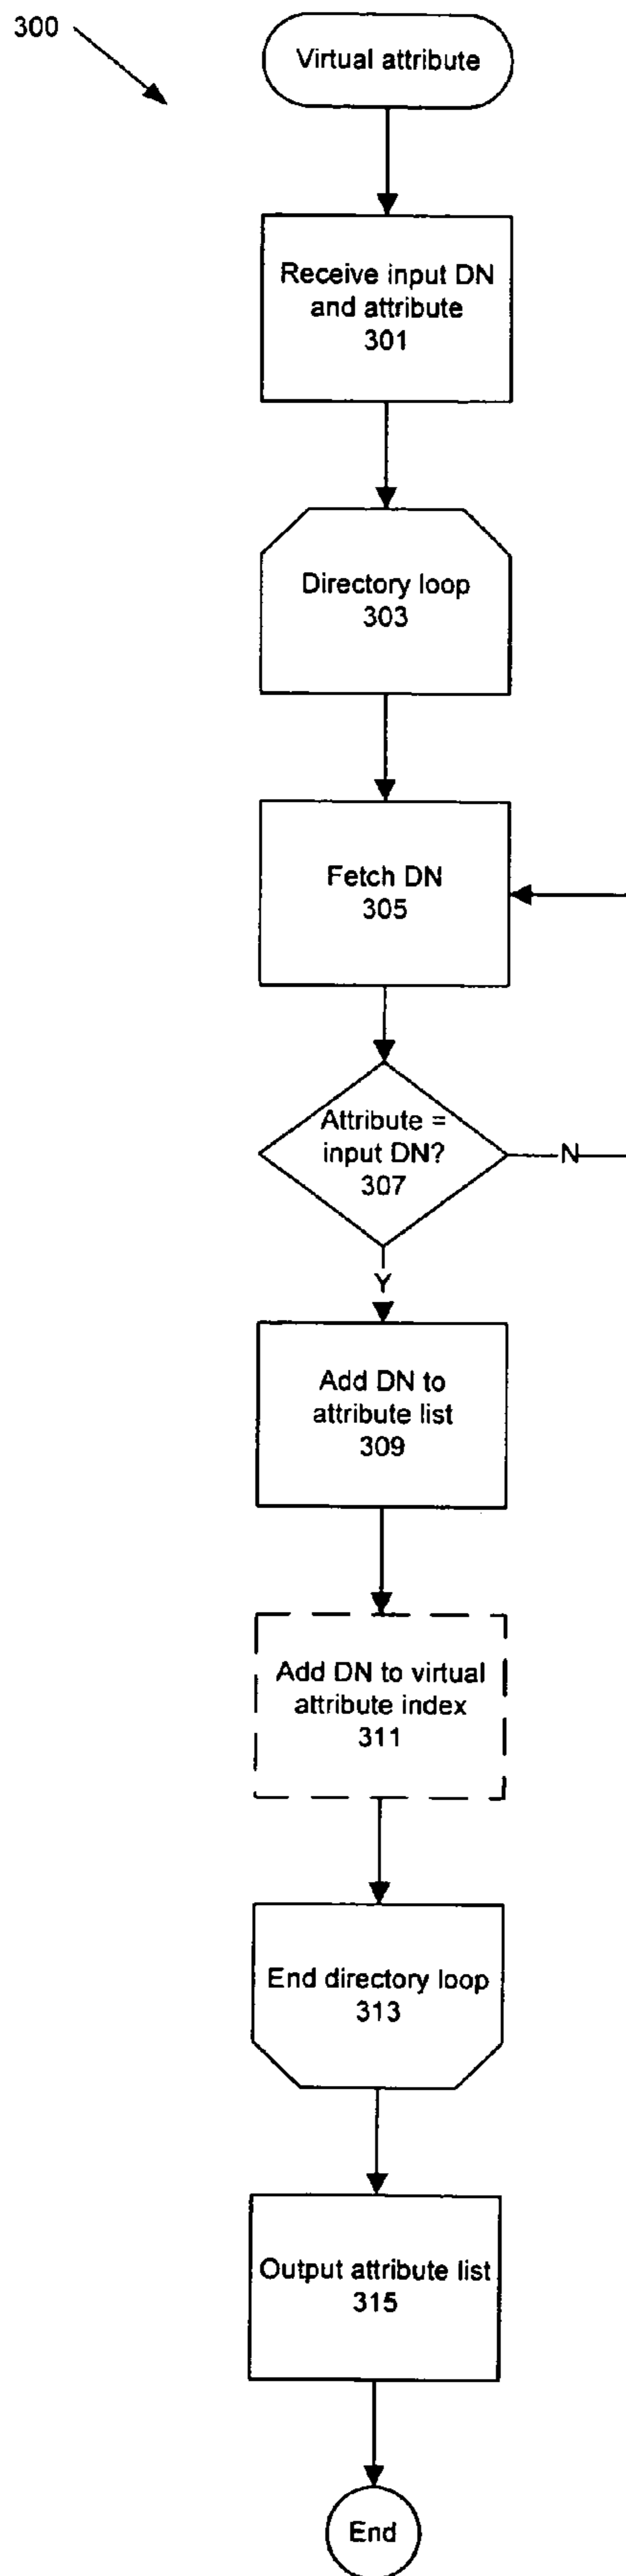 300
Virtual attribute
Receive input DN
and attribute
301
Directory loop
303
Fetch DN
305
Attribute =
input DN?
307
N
Y
Add DN to
attribute list
309
Add DN to virtual
attribute index
311
End directory loop
313
Output attribute list
315
End